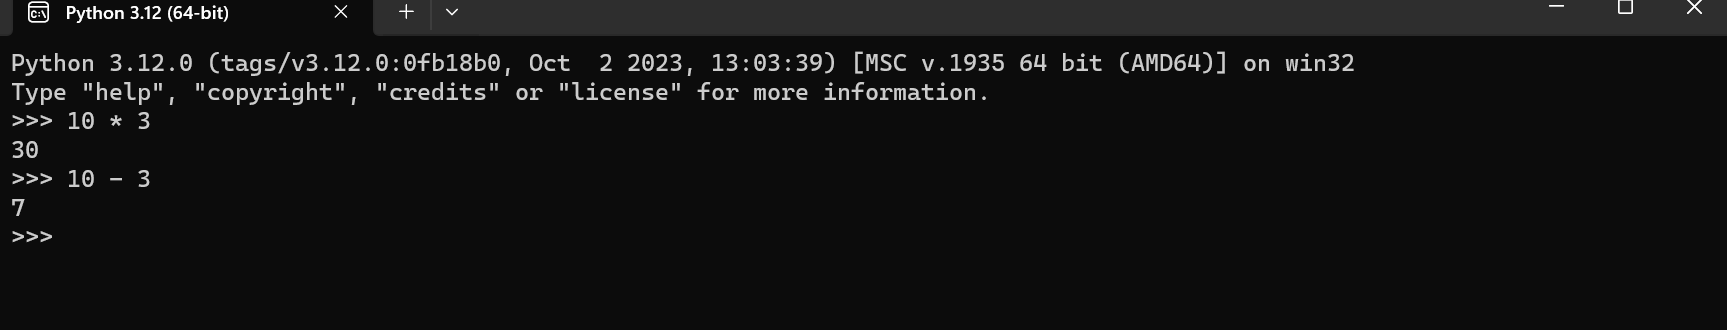 Python 3.12 (64-bit)
Python 3.12.0 (tags/v3.12.0:0fb18b0, Oct  2 2023, 13:03:39) [MSC v.1935 64 bit (AMD64)] on win32
Type "help", "copyright", "credits" or "license" for more information.
>>> 10 * 3
30
>>> 10 - 3
7
>>>